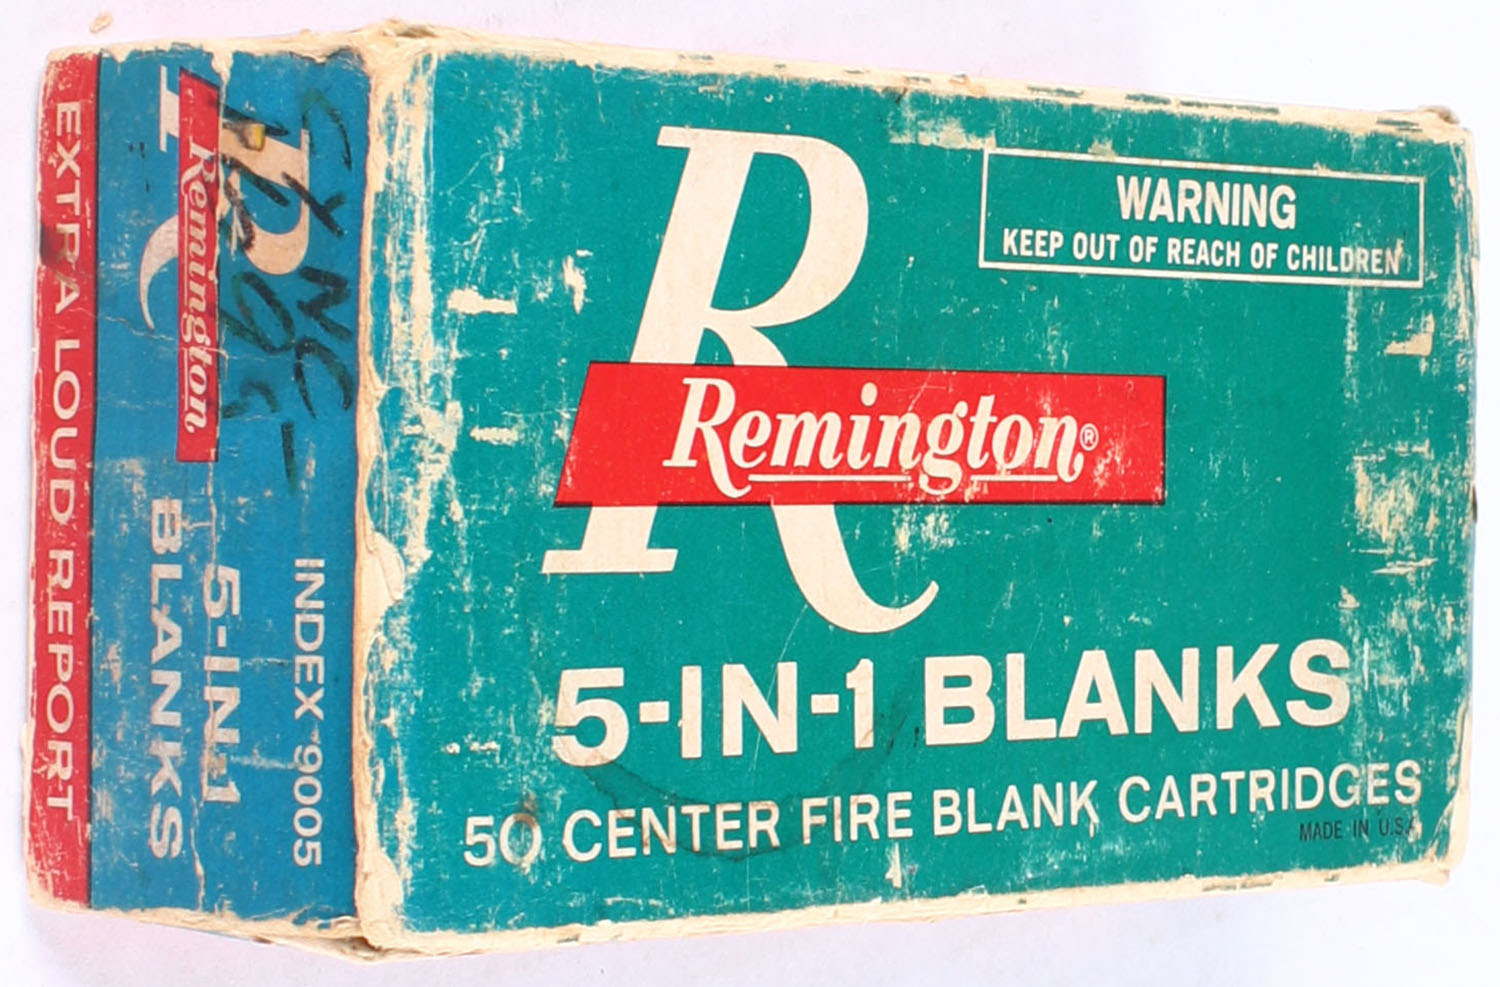 WARNING
KEEP OUT OF REACH OF CHILDREN
R
Remington®
5-IN-1 BLANKS
50 CENTER FIRE BLANK CARTRIDGES
MADE IN U.S.A.
INDEX 9005
R
Remington
5-IN-1
BLANKS
EXTRA LOUD REPORT